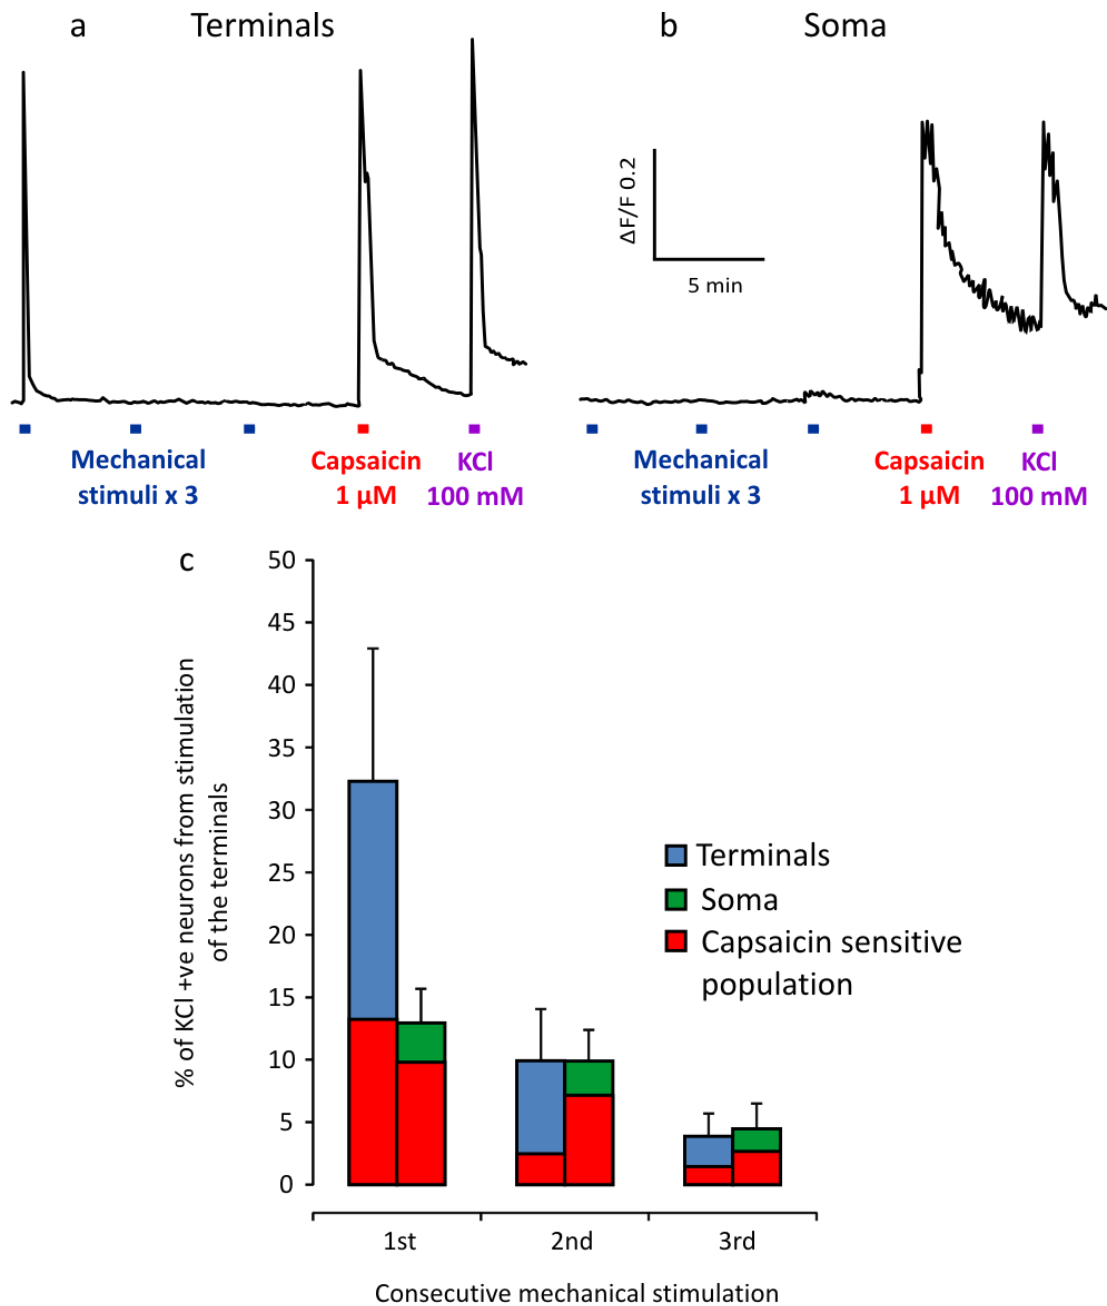 a
Terminals
b
Soma
ΔF/F 0.2
5 min
Mechanical
stimuli x 3
Capsaicin
1 µM
KCl
100 mM
Mechanical
stimuli x 3
Capsaicin
1 µM
KCl
100 mM
c
% of KCl +ve neurons from stimulation
of the terminals
50
45
40
35
30
25
20
15
10
5
0
Terminals
Soma
Capsaicin sensitive
population
1st
2nd
3rd
Consecutive mechanical stimulation